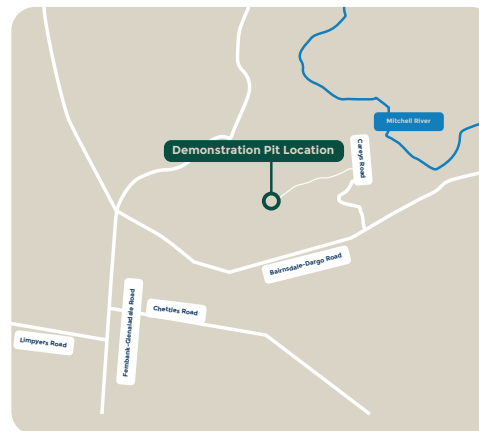 Mitchell River
Demonstration Pit Location
Careys Road
Bairnsdale-Dargo Road
Fernbank-Glenaladale Road
Chettles Road
Limpyers Road